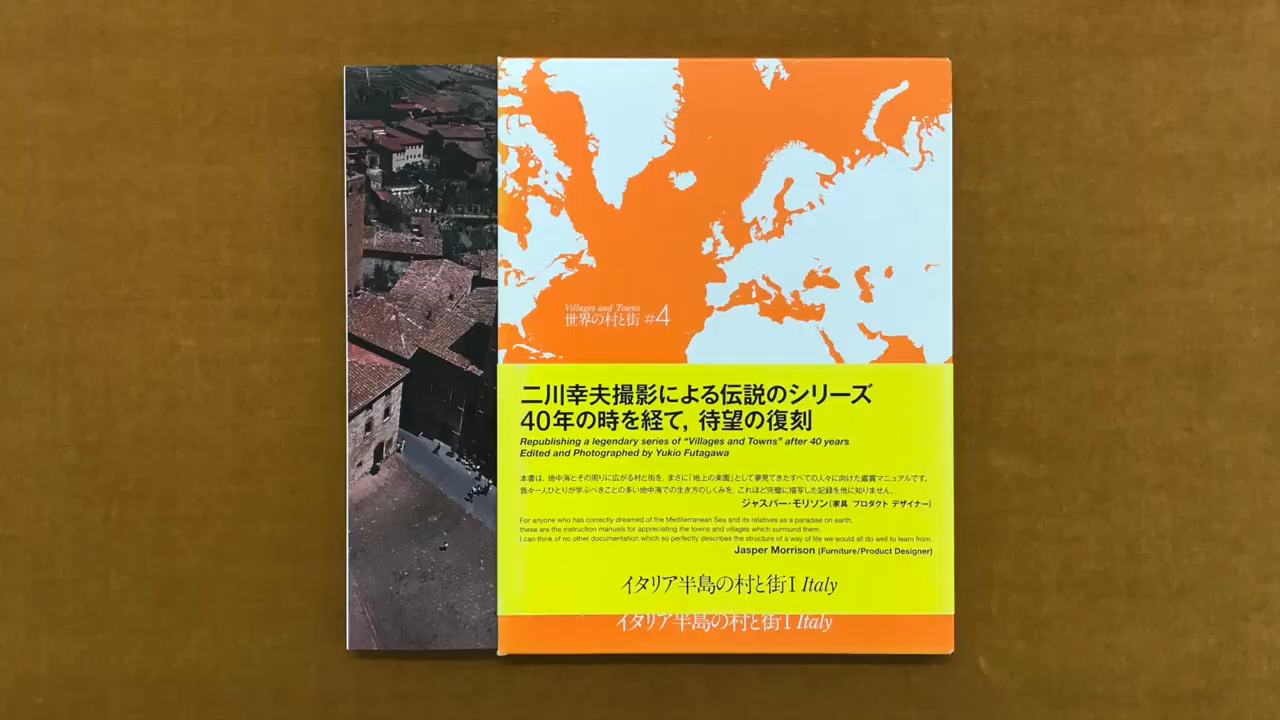 Villages and Towns
世界の村と街 #4
二川幸夫撮影による伝説のシリーズ
40年の時を経て，待望の復刻
Republishing a legendary series of “Villages and Towns” after 40 years
Edited and Photographed by Yukio Futagawa
本書は、地中海とその周りに広がる村と街を、まさに「地上の楽園」として夢見てきたすべての人々に向けた鑑賞マニュアルです。
我々一人ひとりが学ぶべきことの多い地中海での生き方のしくみを、これほど完璧に描写した記録を他に知りません。
ジャスパー・モリソン（家具 プロダクト デザイナー）
For anyone who has correctly dreamed of the Mediterranean Sea and its relatives as a paradise on earth,
these are the instruction manuals for appreciating the towns and villages which surround them.
I can think of no other documentation which so perfectly describes the structure of a way of life we would all do well to learn from.
Jasper Morrison (Furniture/Product Designer)
イタリア半島の村と街 I Italy
イタリア半島の村と街 I Italy